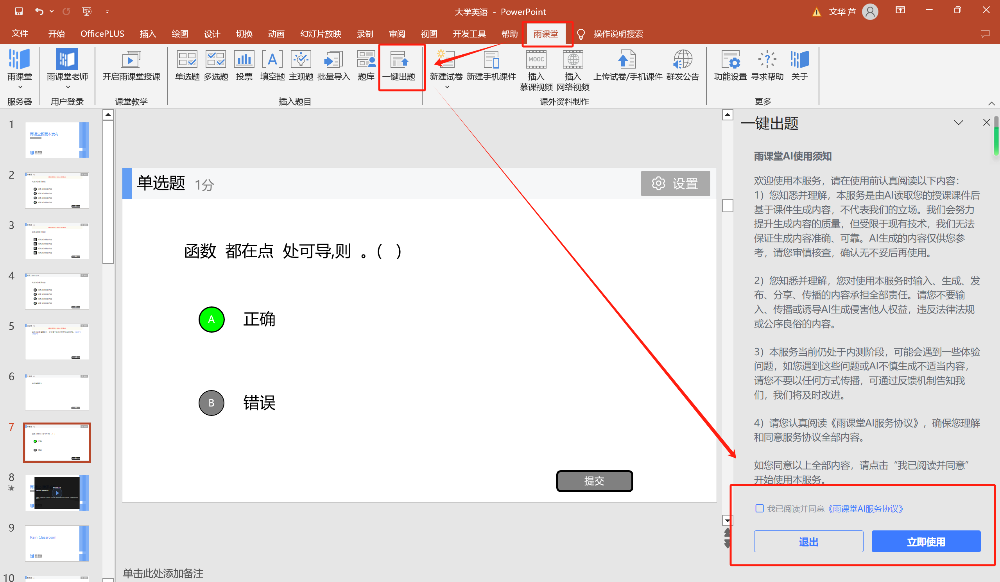 大学英语 - PowerPoint
文华 芦
文件 开始 OfficePLUS 插入 绘图 设计 切换 动画 幻灯片放映 录制 审阅 视图 开发工具 帮助 雨课堂 操作说明搜索
雨课堂 雨课堂老师 开启雨课堂授课 单选题 多选题 投票 填空题 主观题 批量导入 题库 一键出题 新建试卷 新建手机课件 插入 插入 上传试卷/手机课件 群发公告 功能设置 寻求帮助 关于
A
MOOC
慕课视频 网络视频
服务器 用户登录 课堂教学 插入题目 课外资料制作 更多
1
雨课堂新版本发布
雨课堂
2
3
4
5
6
7
8
9
Rain Classroom
雨课堂
10
单选题 1分
设置
函数 都在点 处可导,则 。( )
A 正确
B 错误
提交
单击此处添加备注
一键出题
雨课堂AI使用须知
欢迎使用本服务，请在使用前认真阅读以下内容：
1）您知悉并理解，本服务是由AI读取您的授课课件后
基于课件生成内容，不代表我们的立场。我们会努力
提升生成内容的质量，但受限于现有技术，我们无法
保证生成内容准确、可靠。AI生成的内容仅供您参
考，请您审慎核查，确认无不妥后再使用。
2）您知悉并理解，您对使用本服务时输入、生成、发
布、分享、传播的内容承担全部责任。请您不要输
入、传播或诱导AI生成侵害他人权益，违反法律法规
或公序良俗的内容。
3）本服务当前仍处于内测阶段，可能会遇到一些体验
问题，如您遇到这些问题或AI不慎生成不适当内容，
请您不要以任何方式传播，可通过反馈机制告知我
们，我们将及时改进。
4）请您认真阅读《雨课堂AI服务协议》，确保您理解
和同意服务协议全部内容。
如您同意以上全部内容，请点击“我已阅读并同意”
开始使用本服务。
我已阅读并同意《雨课堂AI服务协议》
退出 立即使用